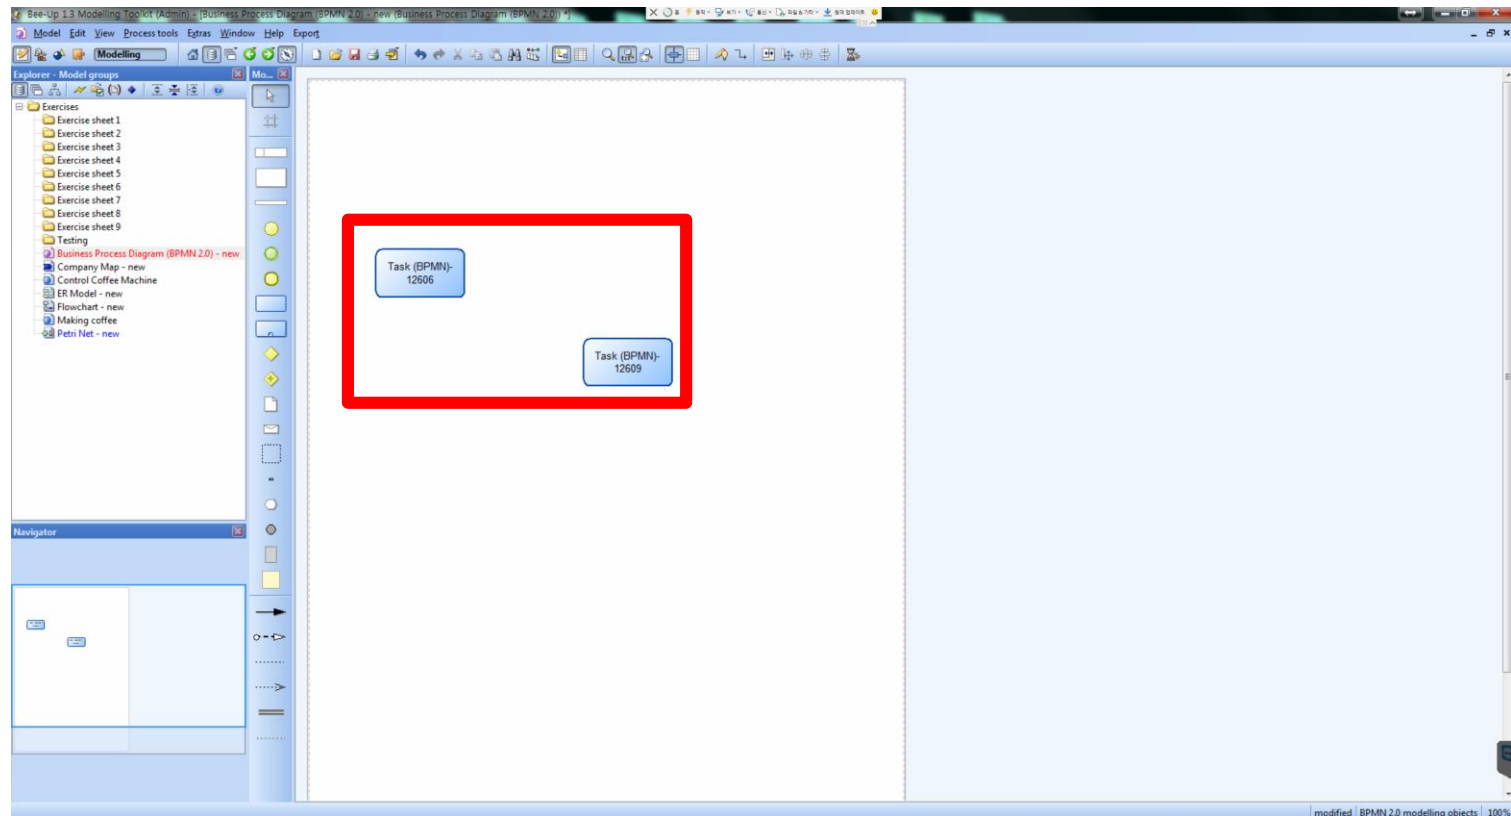 Bee-Up 1.3 Modelling Toolkit (Admin) - [Business Process Diagram (BPMN 2.0) - new (Business Process Diagram (BPMN 2.0)) *]
Model Edit View Process tools Extras Window Help Export
Modelling
Explorer - Model groups
Mo...
Exercises
Exercise sheet 1
Exercise sheet 2
Exercise sheet 3
Exercise sheet 4
Exercise sheet 5
Exercise sheet 6
Exercise sheet 7
Exercise sheet 8
Exercise sheet 9
Testing
Business Process Diagram (BPMN 2.0) - new
Company Map - new
Control Coffee Machine
ER Model - new
Flowchart - new
Making coffee
Petri Net - new
Task (BPMN)-
12606
Task (BPMN)-
12609
Navigator
modified BPMN 2.0 modelling objects 100%